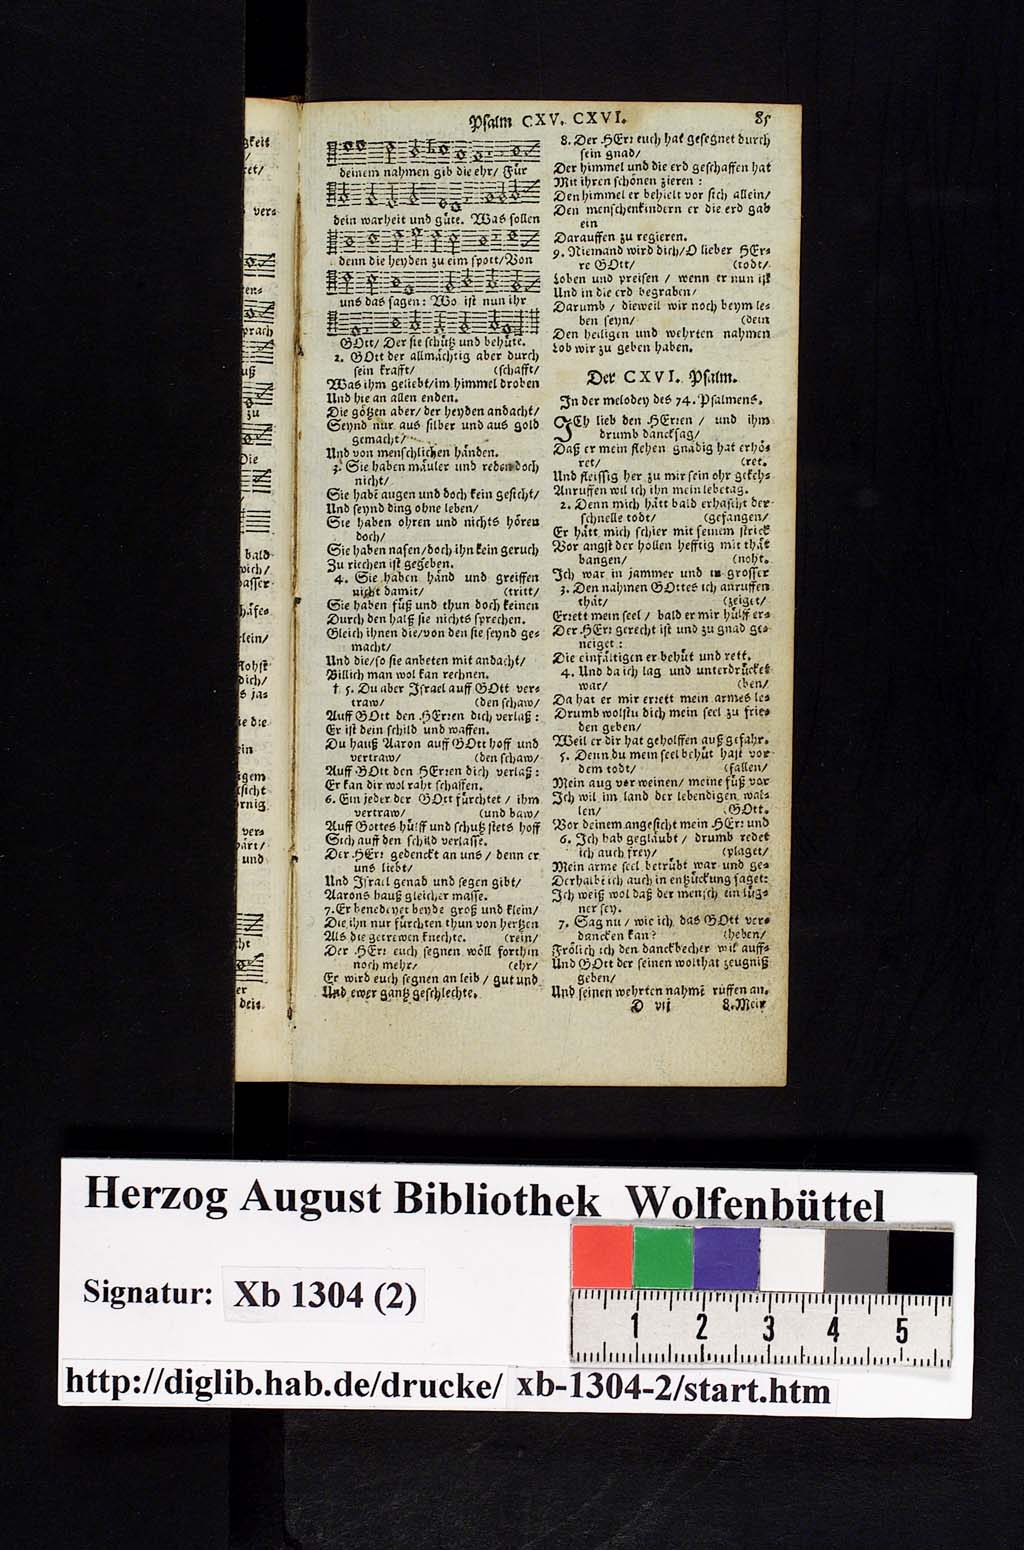 Psalm CXV. CXVI. 85
deinem nahmen gib die ehr/ Für
dein warheit und güte. Was sollen
denn die heyden zu eim spott/ Von
uns das sagen: Wo ist nun ihr
GOtt/ Der sie schütz und behüte.
2. GOtt der allmächtig aber durch
sein krafft/ (schafft/
Was ihm geliebt/ im himmel droben
Und hie an allen enden.
Die götzen aber/ der heyden andacht/
Seynd nur aus silber und aus gold
gemacht/
Und von menschlichen händen.
3. Sie haben mäuler und reden doch
nicht/
Sie habē augen und doch kein gesicht/
Und seynd ding ohne leben/
Sie haben ohren und nichts hören
doch/
Sie haben nasen/ doch ihn kein geruch
Zu riechen ist gegeben.
4. Sie haben händ und greiffen
nicht damit/ (tritt/
Sie haben füß und thun doch keinen
Durch den halß sie nichts sprechen.
Gleich ihnen die/ von den sie seynd ge-
macht/
Und die/ so sie anbeten mit andacht/
Billich man wol kan rechnen.
† 5. Du aber Israel auff GOtt ver-
traw/ (den schaw/
Auff GOtt den HErren dich verlaß:
Er ist dein schild und waffen.
Du hauß Aaron auff GOtt hoff und
vertraw/ (den schaw/
Auff GOtt den HErren dich verlaß:
Er kan dir wol raht schaffen.
6. Ein jeder der GOtt fürchtet/ ihm
vertraw/ (und baw/
Auff Gottes hülff und schutz stets hoff
Sich auff den schild verlasse.
Der HErr gedenckt an uns/ denn er
uns liebt/
Und Israel genad und segen gibt/
Aarons hauß gleicher masse.
7. Er benedeyet beyde groß und klein/
Die ihn nur fürchten thun von hertzen
Als die getrewen knechte. (rein/
Der HErr euch segnen wöll forthin
noch mehr/ (ehr/
Er wird euch segnen an leib/ gut und
Und ewer gantz geschlechte.
8. Der HErr euch hat gesegnet durch
sein gnad/
Der himmel und die erd geschaffen hat
Mit ihren schönen zieren:
Den himmel er behielt vor sich allein/
Den menschenkindern er die erd gab
ein
Darauffen zu regieren.
9. Niemand wird dich/ O lieber HEr-
re GOtt/ (todt/
Loben und preisen/ wenn er nun ist
Und in die erd begraben/
Darumb/ dieweil wir noch beym le-
ben seyn/ (dein
Den heiligen und wehrten nahmen
Lob wir zu geben haben.
Der CXVI. Psalm.
In der melodey des 74. Psalmens.
ICh lieb den HErren/ und ihm
drumb dancksag/
Daß er mein flehen gnädig hat erhö-
ret/ (ret.
Und fleissig her zu mir sein ohr gekeh-
Anruffen wil ich ihn mein lebetag.
2. Denn mich hätt bald erhascht der
schnelle todt/ (gefangen/
Er hätt mich schier mit seinem strick
Vor angst der höllen hefftig mit thät
bangen/ (noht.
Ich war in jammer und in grosser
3. Den nahmen GOttes ich anruffen
thät/ (zeiget/
Errett mein seel/ bald er mir hülff er-
Der HErr gerecht ist und zu gnad ge-
neiget:
Die einfältigen er behüt und rett.
4. Und da ich lag und unterdrücket
war/ (ben/
Da hat er mir errett mein armes le-
Drumb wolstu dich mein seel zu frie-
den geben/
Weil er dir hat geholffen auß gefahr.
5. Denn du mein seel behüt hast vor
dem todt/ (fallen/
Mein aug vor weinen/ meine füß vor
Ich wil im land der lebendigen wal-
len/ (GOtt.
Vor deinem angesicht mein HErr und
6. Ich hab geglaubt/ drumb redet
ich auch frey/ (plaget/
Mein arme seel betrübt war und ge-
Derhalbē ich auch in entzückung saget:
Ich weiß wol daß der mensch ein lüg-
ner sey.
7. Sag nu/ wie ich das GOtt ver-
dancken kan? (heben/
Frölich ich den danckbecher wil auff-
Und GOtt der seinen wolthat zeugniß
geben/
Und seinen wehrten nahmē ruffen an.
D vij 8. Mein
Herzog August Bibliothek Wolfenbüttel
Signatur: Xb 1304 (2)
1 2 3 4 5
http://diglib.hab.de/drucke/ xb-1304-2/start.htm